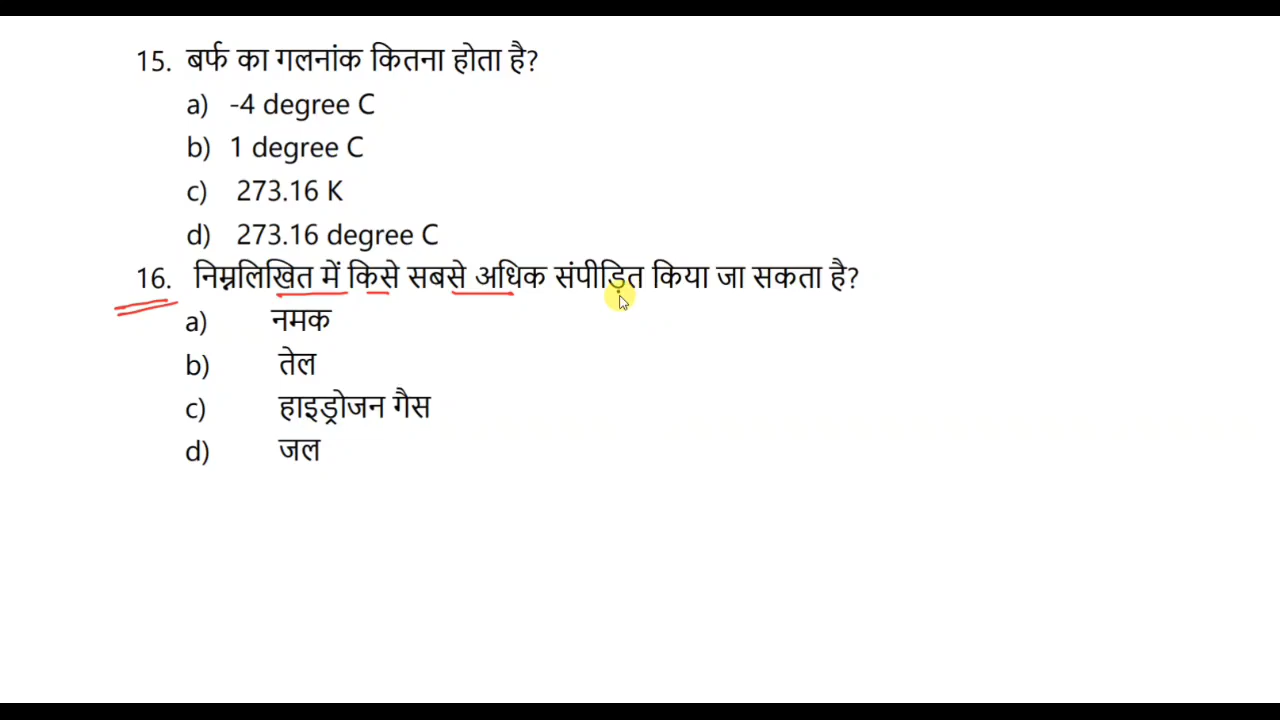 15. बर्फ का गलनांक कितना होता है?
a) -4 degree C
b) 1 degree C
c) 273.16 K
d) 273.16 degree C
16. निम्नलिखित में किसे सबसे अधिक संपीड़ित किया जा सकता है?
a) नमक
b) तेल
c) हाइड्रोजन गैस
d) जल